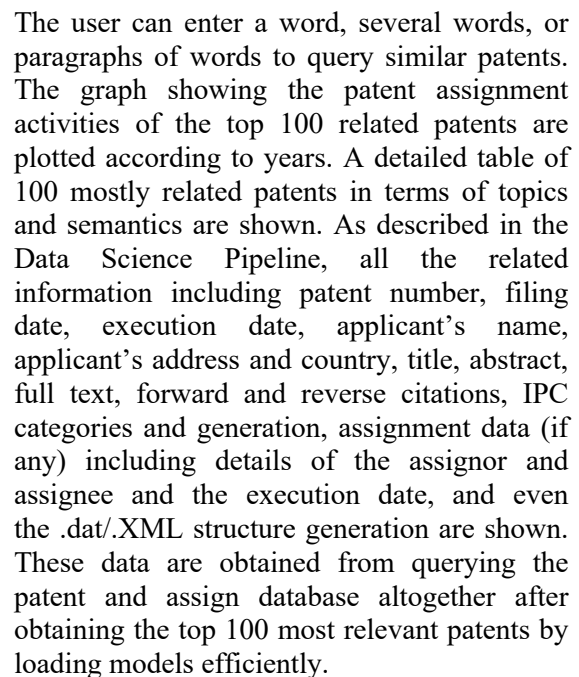 The user can enter a word, several words, or
paragraphs of words to query similar patents.
The graph showing the patent assignment
activities of the top 100 related patents are
plotted according to years. A detailed table of
100 mostly related patents in terms of topics
and semantics are shown. As described in the
Data Science Pipeline, all the related
information including patent number, filing
date, execution date, applicant’s name,
applicant’s address and country, title, abstract,
full text, forward and reverse citations, IPC
categories and generation, assignment data (if
any) including details of the assignor and
assignee and the execution date, and even
the .dat/.XML structure generation are shown.
These data are obtained from querying the
patent and assign database altogether after
obtaining the top 100 most relevant patents by
loading models efficiently.